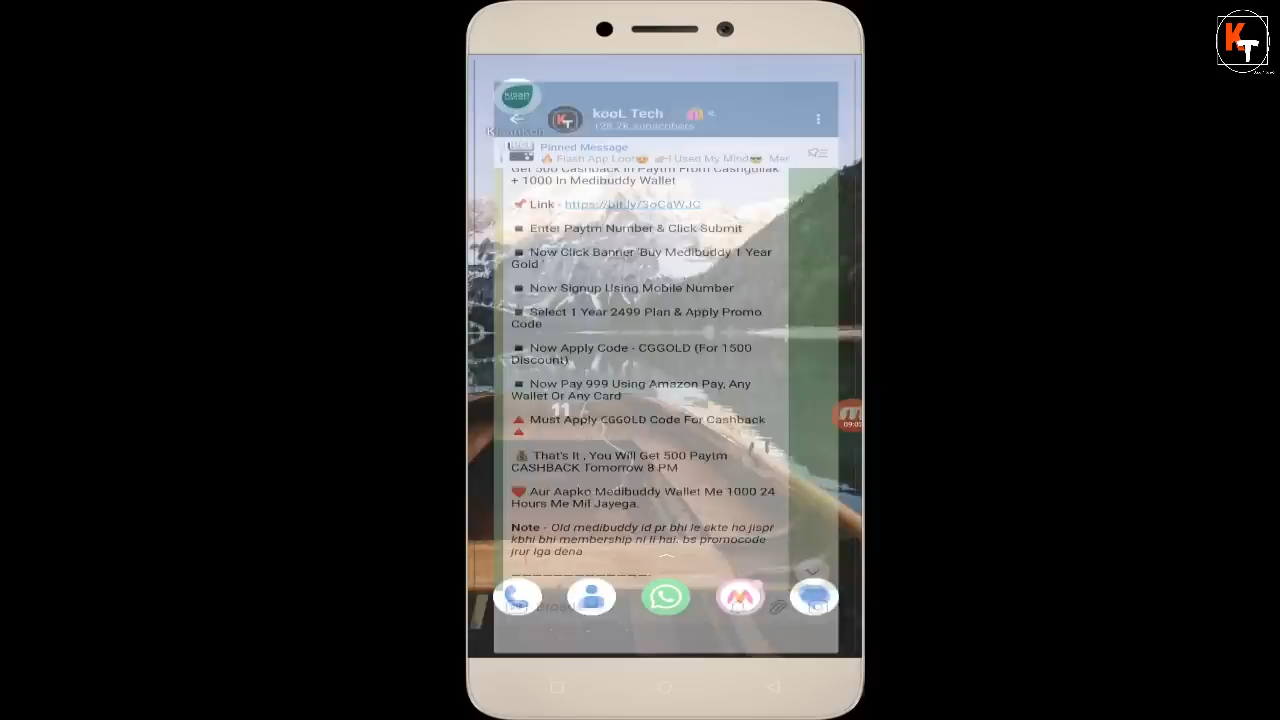 KT
KISAN
kooL Tech
Pinned Message
🔥 Flash App Loot😍 I Used My Mind😎 Mer
Get 500 Cashback In Paytm From Cashgullak
+ 1000 In Medibuddy Wallet
📌 Link - https://bit.ly/3oCaWJC
Enter Paytm Number & Click Submit
Now Click Banner 'Buy Medibuddy 1 Year
Gold '
Now Signup Using Mobile Number
Select 1 Year 2499 Plan & Apply Promo
Code
Now Apply Code - CGGOLD (For 1500
Discount)
Now Pay 999 Using Amazon Pay, Any
Wallet Or Any Card
11
🔺 Must Apply CGGOLD Code For Cashback
🔺
09:02
💰 That's It , You Will Get 500 Paytm
CASHBACK Tomorrow 8 PM
❤️ Aur Aapko Medibuddy Wallet Me 1000 24
Hours Me Mil Jayega.
Note - Old medibuddy id pr bhi le skte ho jispr
kbhi bhi membership ni li hai. bs promocode
jrur lga dena